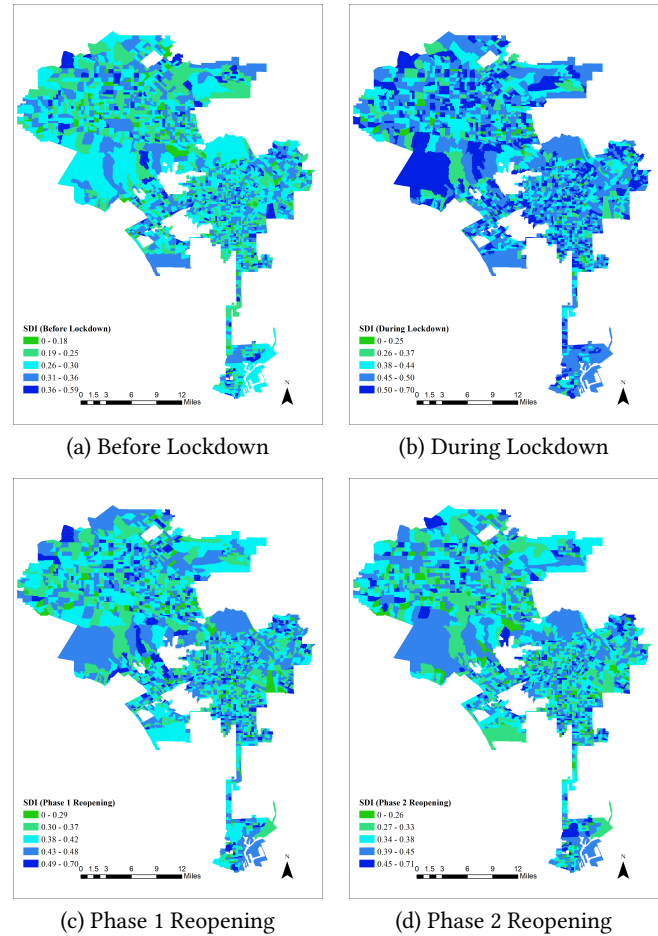 SDI (Before Lockdown)
0 - 0.18
0.19 - 0.25
0.26 - 0.30
0.31 - 0.36
0.36 - 0.59
0 1.5 3 6 9 12
Miles
N
(a) Before Lockdown
SDI (During Lockdown)
0 - 0.25
0.26 - 0.37
0.38 - 0.44
0.45 - 0.50
0.50 - 0.70
0 1.5 3 6 9 12
Miles
N
(b) During Lockdown
SDI (Phase 1 Reopening)
0 - 0.29
0.30 - 0.37
0.38 - 0.42
0.43 - 0.48
0.49 - 0.70
0 1.5 3 6 9 12
Miles
N
(c) Phase 1 Reopening
SDI (Phase 2 Reopening)
0 - 0.26
0.27 - 0.33
0.34 - 0.38
0.39 - 0.45
0.45 - 0.71
0 1.5 3 6 9 12
Miles
N
(d) Phase 2 Reopening